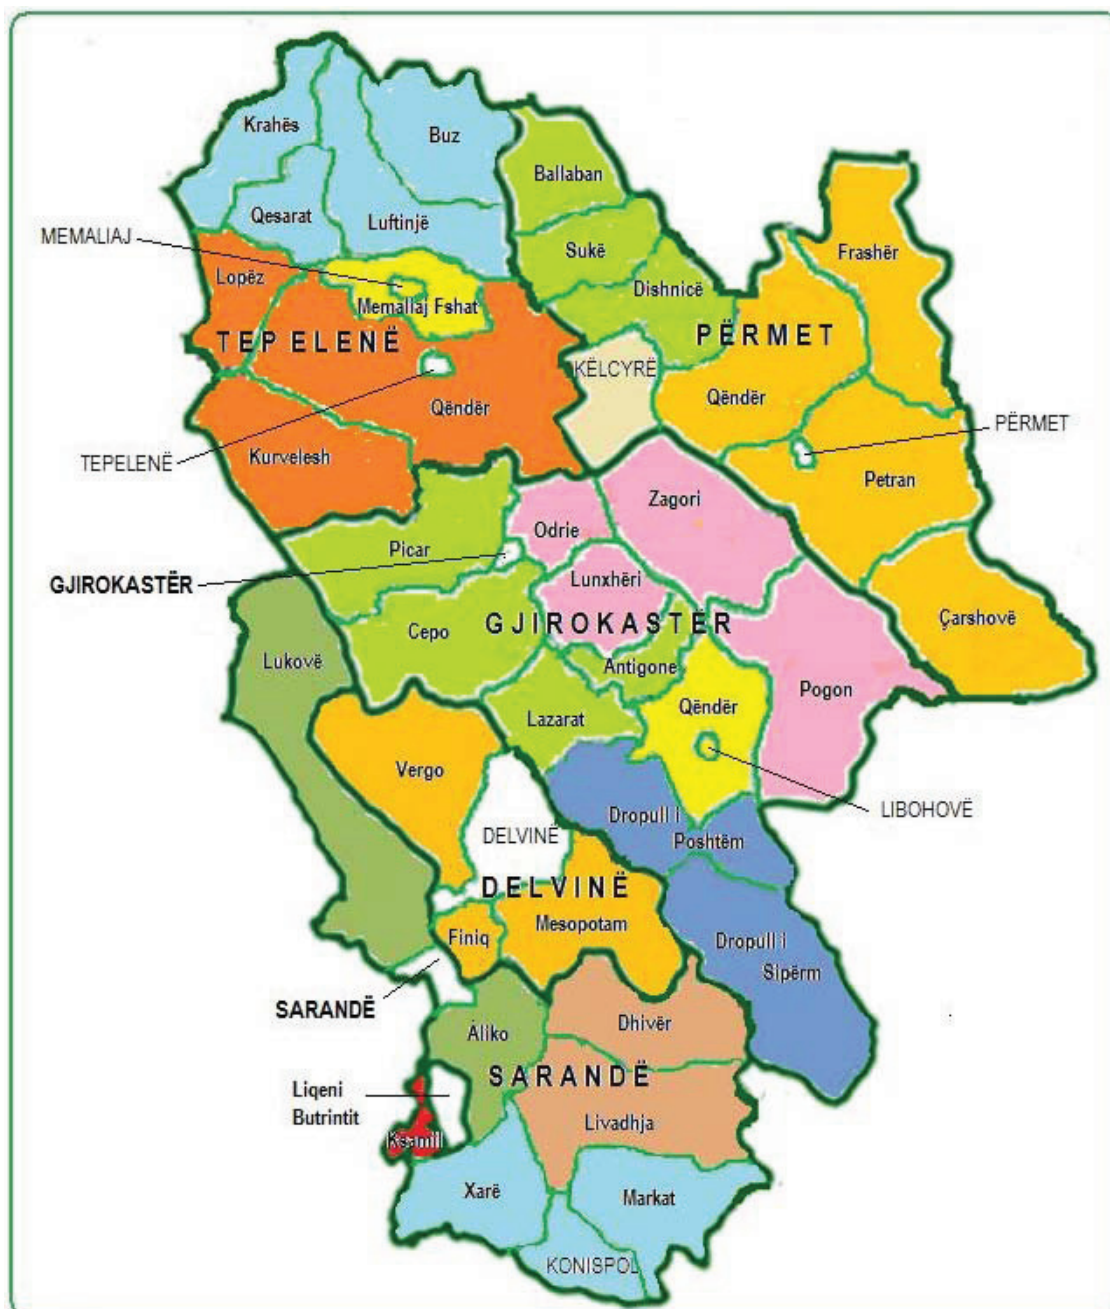 Krahës
Buz
Ballaban
Qesarat
Luftinjë
MEMALIAJ
Sukë
Frashër
Lopëz
Dishnicë
Memallaj Fshat
TEPELENË
PËRMET
KËLCYRË
Qëndër
Qëndër
PËRMET
TEPELENË
Kurvelesh
Petran
Zagori
Odrie
Picar
GJIROKASTËR
Lunxhëri
Cepo
GJIROKASTËR
Çarshovë
Lukovë
Antigone
Pogon
Qëndër
Lazarat
Vergo
LIBOHOVË
Dropull i
Poshtëm
DELVINË
DELVINË
Mesopotam
Finiq
Dropull i
Sipërm
SARANDË
Aliko
Dhivër
SARANDË
Liqeni
Butrintit
Livadhja
Ksamil
Xarë
Markat
KONISPOL